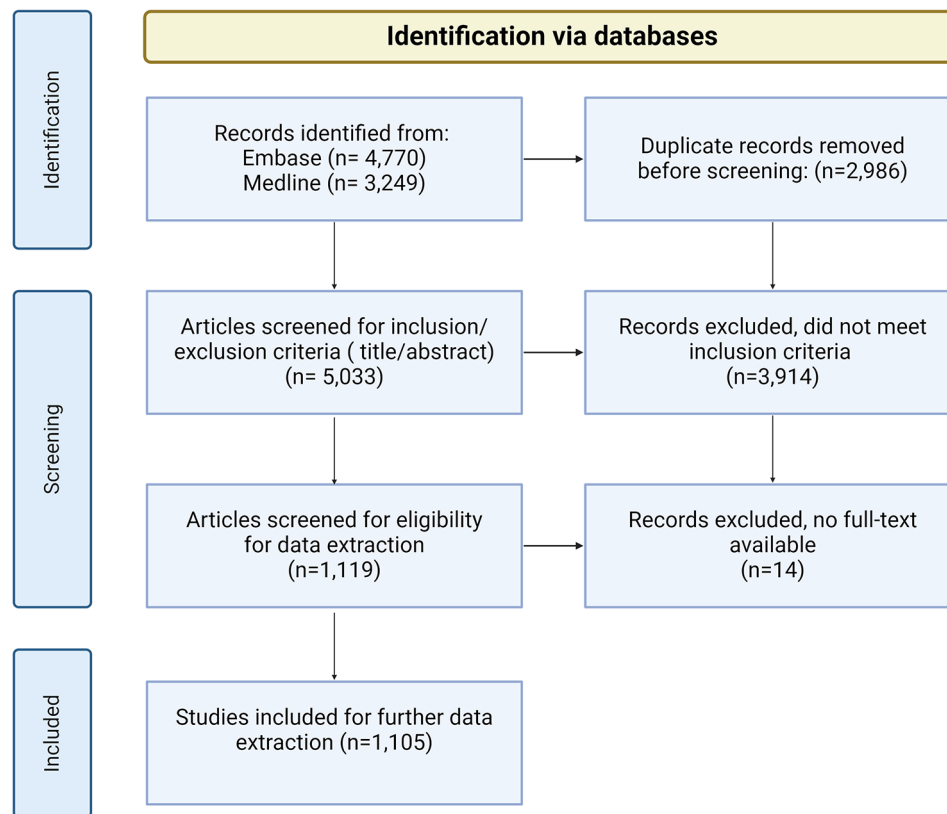 Identification via databases
Identification
Records identified from:
Embase (n= 4,770)
Medline (n= 3,249)
Duplicate records removed
before screening: (n=2,986)
Screening
Articles screened for inclusion/
exclusion criteria ( title/abstract)
(n= 5,033)
Records excluded, did not meet
inclusion criteria
(n=3,914)
Articles screened for eligibility
for data extraction
(n=1,119)
Records excluded, no full-text
available
(n=14)
Included
Studies included for further data
extraction (n=1,105)